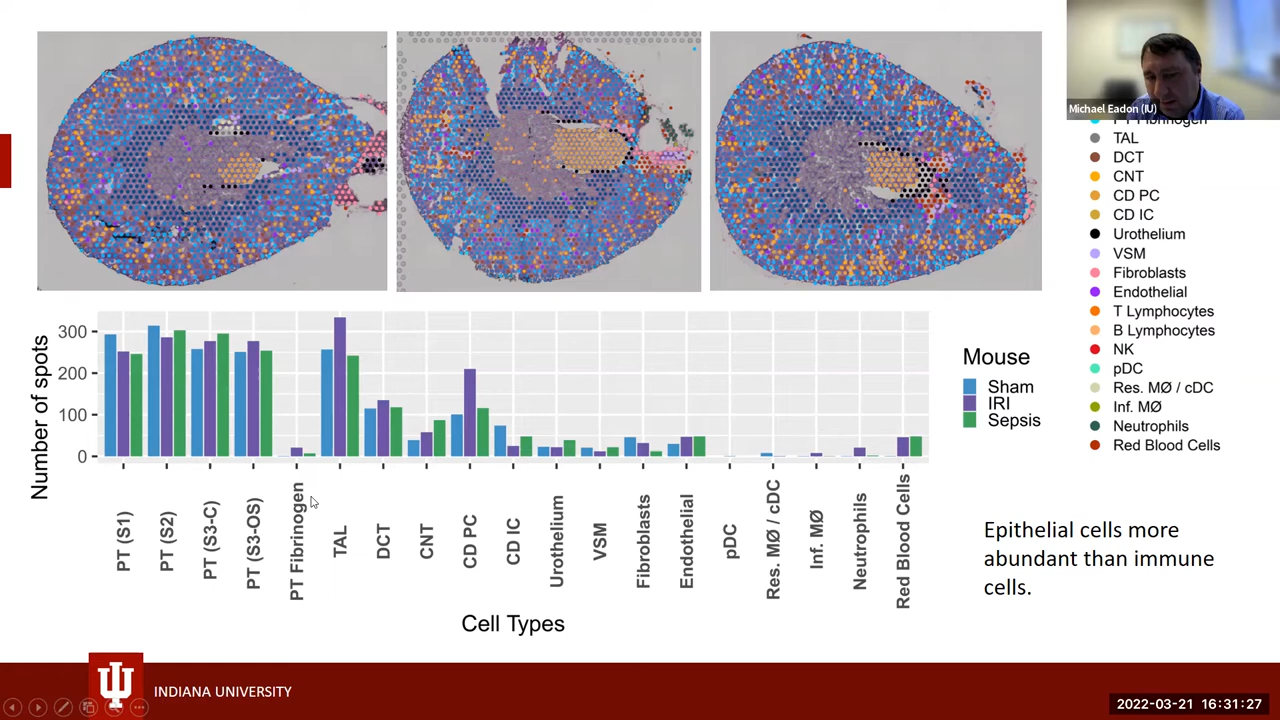 Michael Eadon (IU)
PT Fibrinogen
TAL
DCT
CNT
CD PC
CD IC
Urothelium
VSM
Fibroblasts
Endothelial
T Lymphocytes
B Lymphocytes
NK
pDC
Res. MØ / cDC
Inf. MØ
Neutrophils
Red Blood Cells
Number of spots
300
200
100
0
PT (S1)
PT (S2)
PT (S3-C)
PT (S3-OS)
PT Fibrinogen
TAL
DCT
CNT
CD PC
CD IC
Urothelium
VSM
Fibroblasts
Endothelial
pDC
Res. MØ / cDC
Inf. MØ
Neutrophils
Red Blood Cells
Cell Types
Mouse
Sham
IRI
Sepsis
Epithelial cells more
abundant than immune
cells.
INDIANA UNIVERSITY
2022-03-21 16:31:27